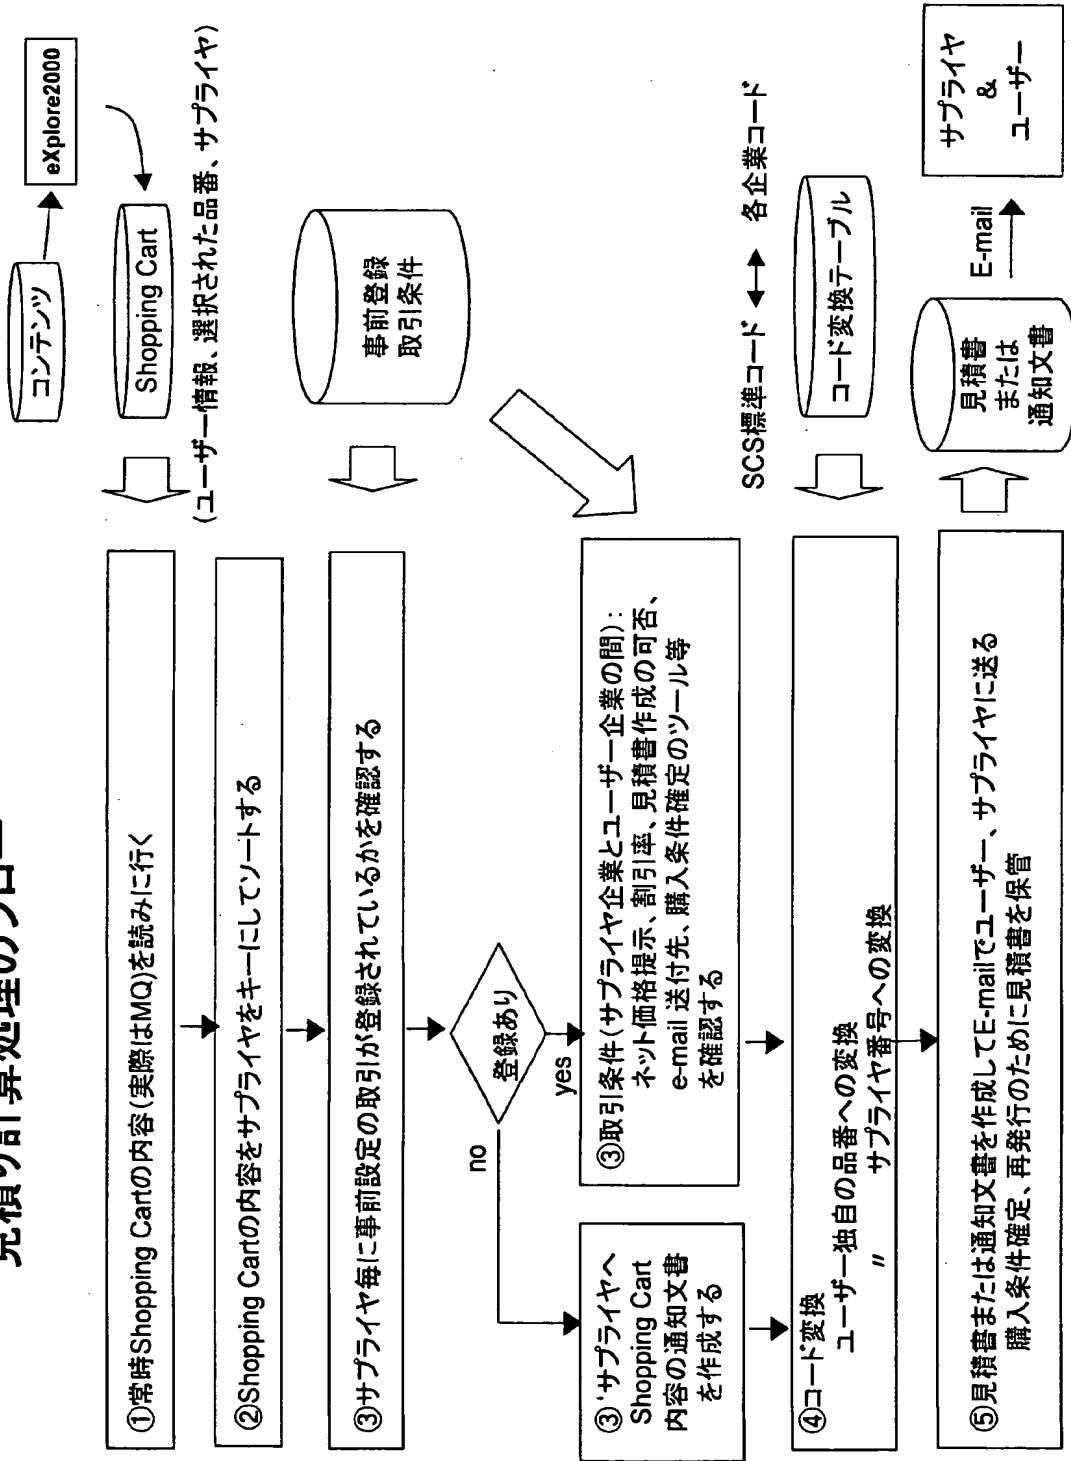 見積り計算処理のフロー
コンテンツ
eXplore2000
Shopping Cart
(ユーザー情報、選択された品番、サプライヤ)
①常時Shopping Cartの内容(実際はMQ)を読みに行く
②Shopping Cartの内容をサプライヤをキーにしてソートする
③サプライヤ毎に事前設定の取引が登録されているかを確認する
事前登録
取引条件
登録あり
no
yes
③'サプライヤへ
Shopping Cart
内容の通知文書
を作成する
③取引条件(サプライヤ企業とユーザー企業の間):
ネット価格提示、割引率、見積書作成の可否、
e-mail 送付先、購入条件確定のツール等
を確認する
SCS標準コード
各企業コード
④コード変換
ユーザー独自の品番への変換
〃 サプライヤ番号への変換
コード変換テーブル
⑤見積書または通知文書を作成してE-mailでユーザー、サプライヤに送る
購入条件確定、再発行のために見積書を保管
見積書
または
通知文書
E-mail
サプライヤ
&
ユーザー